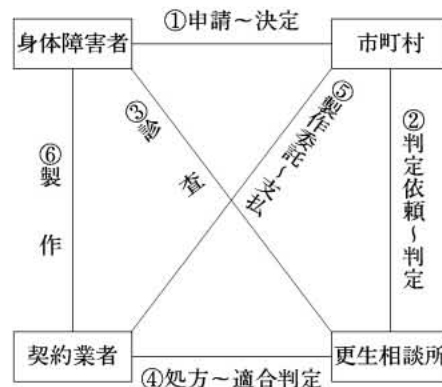 ①申請〜決定
身体障害者
市町村
③診査
⑤製作委託〜支払
②判定依頼〜判定
⑥製作
契約業者
更生相談所
④処方〜適合判定